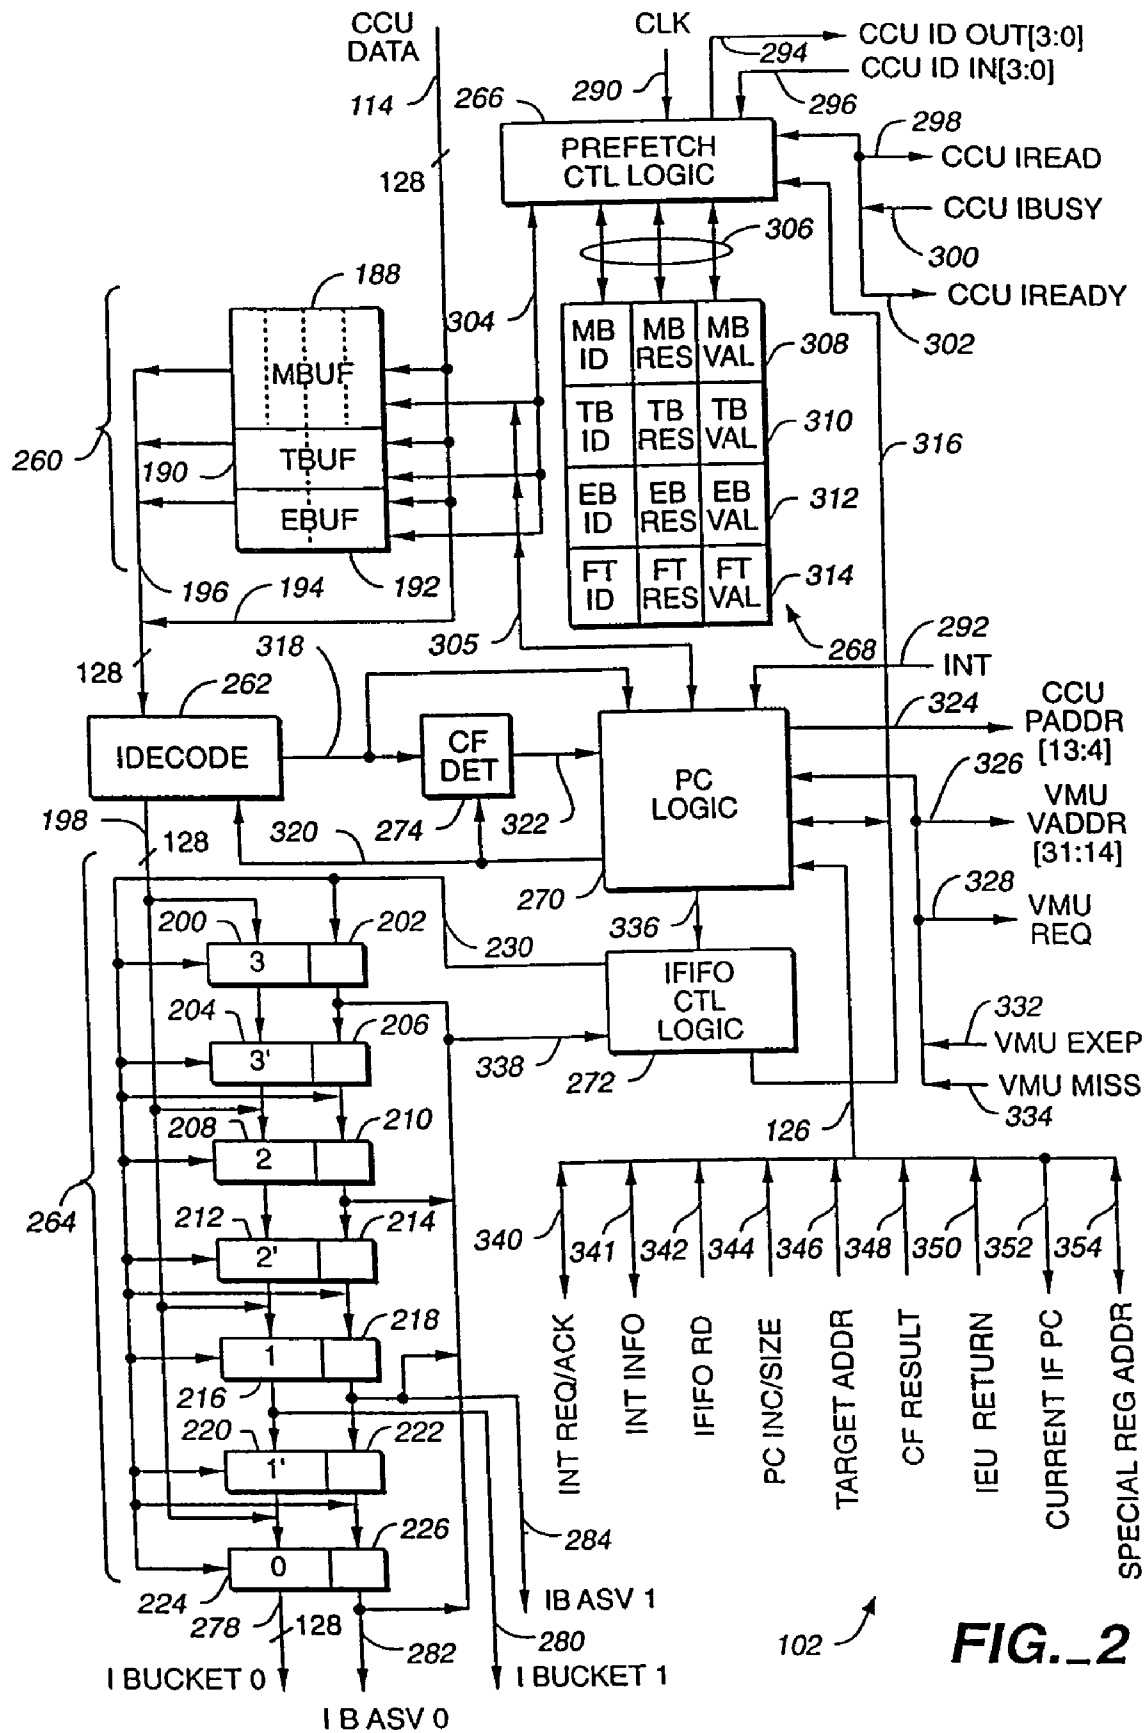 CCU
DATA
CLK
CCU ID OUT[3:0]
294
CCU ID IN[3:0]
114
266
290
296
298
PREFETCH
CTL LOGIC
CCU IREAD
128
CCU IBUSY
306
300
188
CCU IREADY
304
302
MB
ID
MB
RES
MB
VAL
308
MBUF
TB
ID
TB
RES
TB
VAL
310
316
260
190
TBUF
EB
ID
EB
RES
EB
VAL
312
EBUF
FT
ID
FT
RES
FT
VAL
314
196
194
192
305
268
292
INT
128
318
262
324
CCU
PADDR
[13:4]
IDECODE
CF
DET
PC
LOGIC
326
VMU
VADDR
[31:14]
198
128
320
274
322
328
VMU
REQ
270
336
200
202
230
3
IFIFO
CTL
LOGIC
204
206
332
VMU EXEP
3'
338
272
VMU MISS
334
208
210
126
2
264
212
214
340
341
342
344
346
348
350
352
354
2'
218
1
216
INT REQ/ACK
INT INFO
IFIFO RD
PC INC/SIZE
TARGET ADDR
CF RESULT
IEU RETURN
CURRENT IF PC
SPECIAL REG ADDR
220
222
1'
226
284
0
224
IB ASV 1
278
128
282
280
102
FIG._2
I BUCKET 0
I BUCKET 1
I B ASV 0